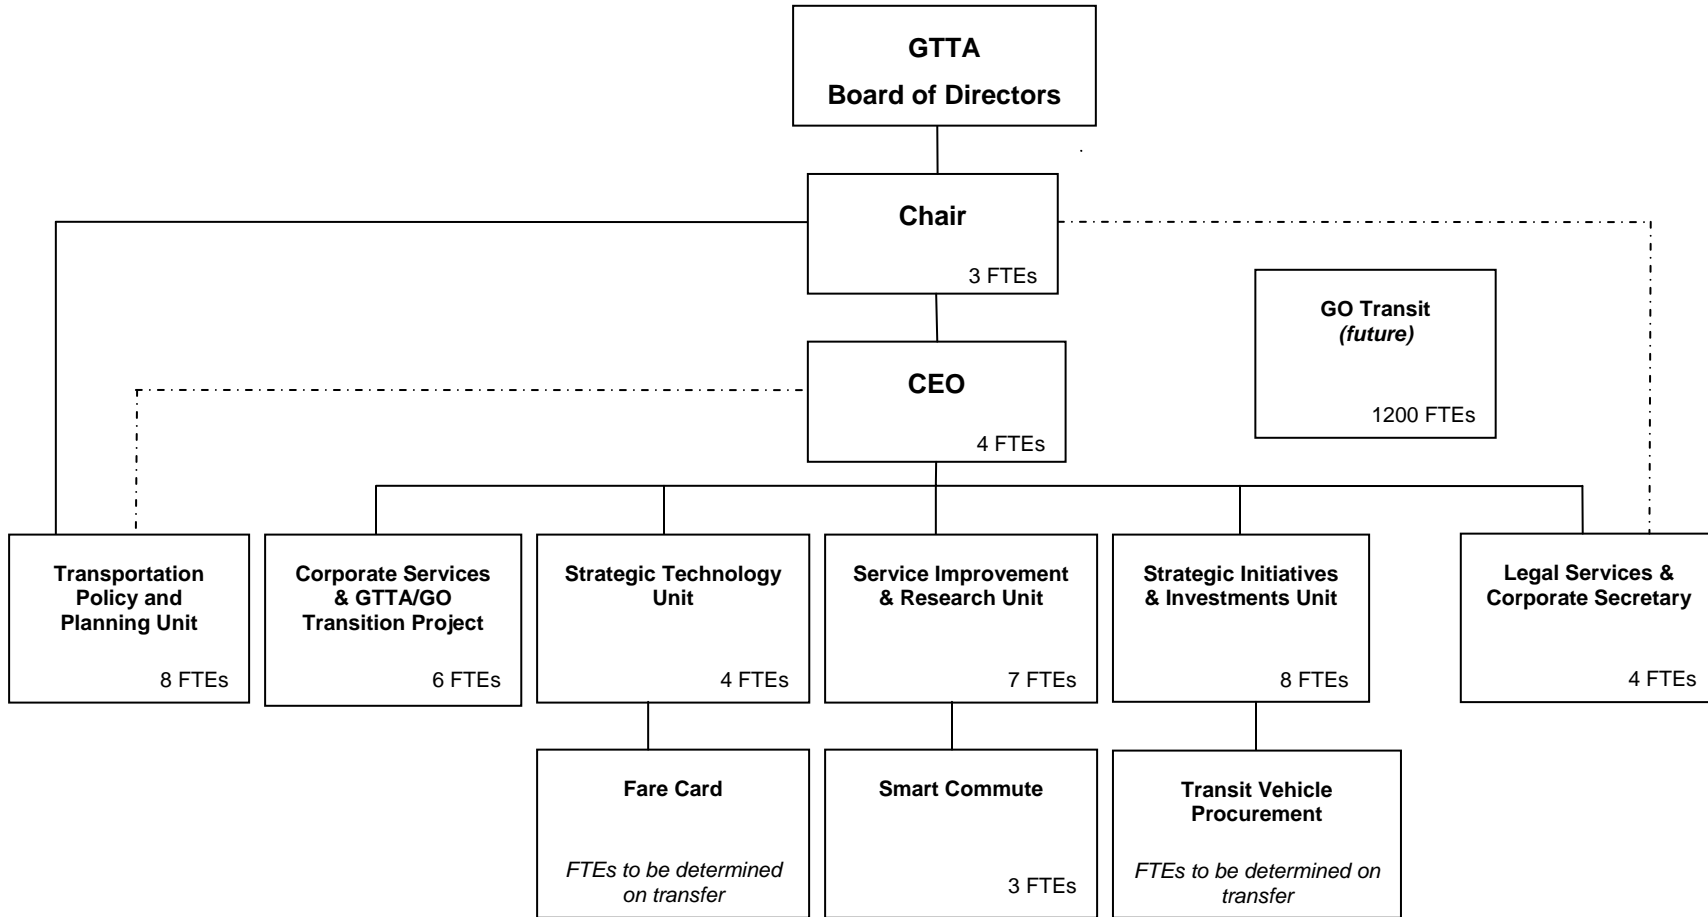 GTTA
Board of Directors
Chair
3 FTEs
GO Transit
(future)
1200 FTEs
CEO
4 FTEs
Transportation
Policy and
Planning Unit
8 FTEs
Corporate Services
& GTTA/GO
Transition Project
6 FTEs
Strategic Technology
Unit
4 FTEs
Service Improvement
& Research Unit
7 FTEs
Strategic Initiatives
& Investments Unit
8 FTEs
Legal Services &
Corporate Secretary
4 FTEs
Fare Card
FTEs to be determined
on transfer
Smart Commute
3 FTEs
Transit Vehicle
Procurement
FTEs to be determined on
transfer